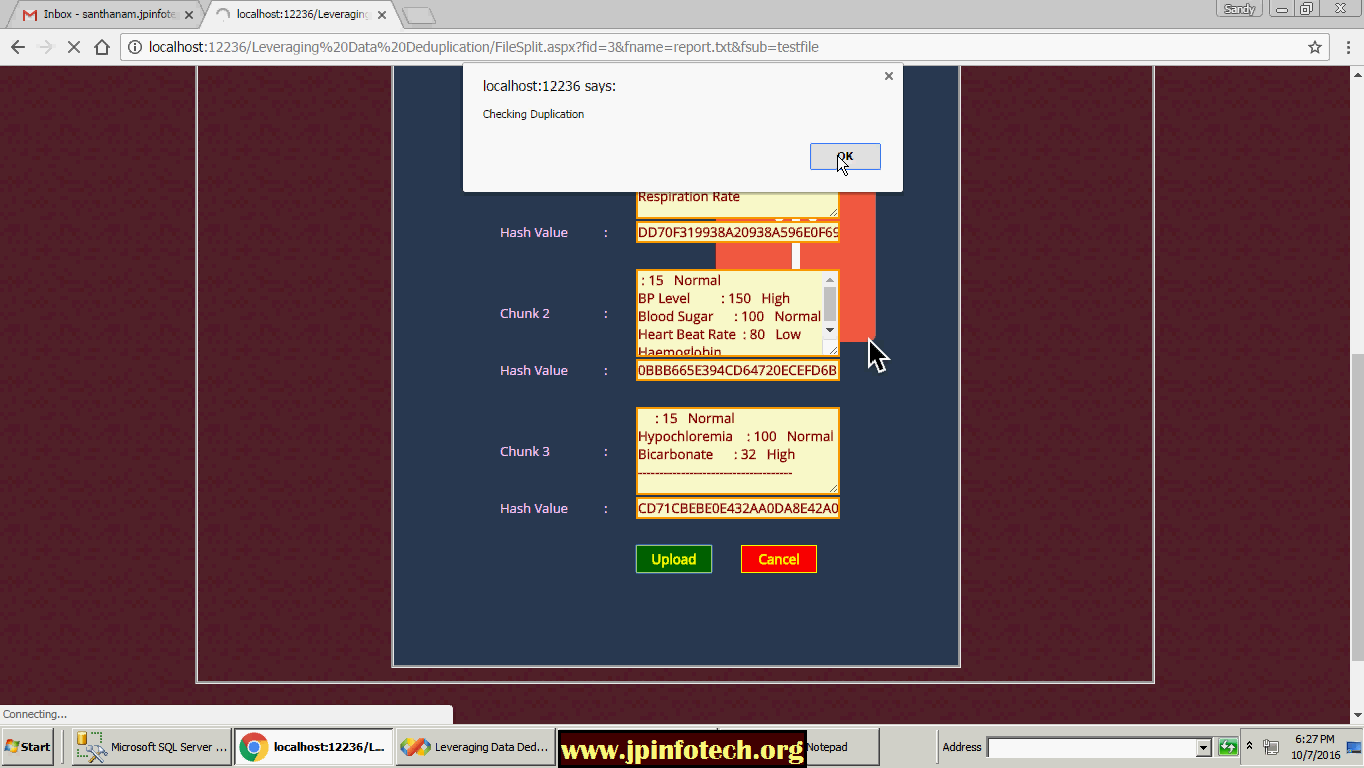 Inbox - santhanam.jpinfote
localhost:12236/Leveraging
Sandy
localhost:12236/Leveraging%20Data%20Deduplication/FileSplit.aspx?fid=3&fname=report.txt&fsub=testfile
localhost:12236 says:
Checking Duplication
OK
Respiration Rate
Hash Value : DD70F319938A20938A596E0F69
Chunk 2 :
: 15 Normal
BP Level : 150 High
Blood Sugar : 100 Normal
Heart Beat Rate : 80 Low
Haemoglobin
Hash Value : 0BBB665E394CD64720ECEFD6B
Chunk 3 :
: 15 Normal
Hypochloremia : 100 Normal
Bicarbonate : 32 High
------------------------------------
Hash Value : CD71CBEBE0E432AA0DA8E42A0
Upload Cancel
Connecting...
Start
Microsoft SQL Server ...
localhost:12236/L...
Leveraging Data Ded...
www.jpinfotech.org
Notepad
Address
6:27 PM
10/7/2016